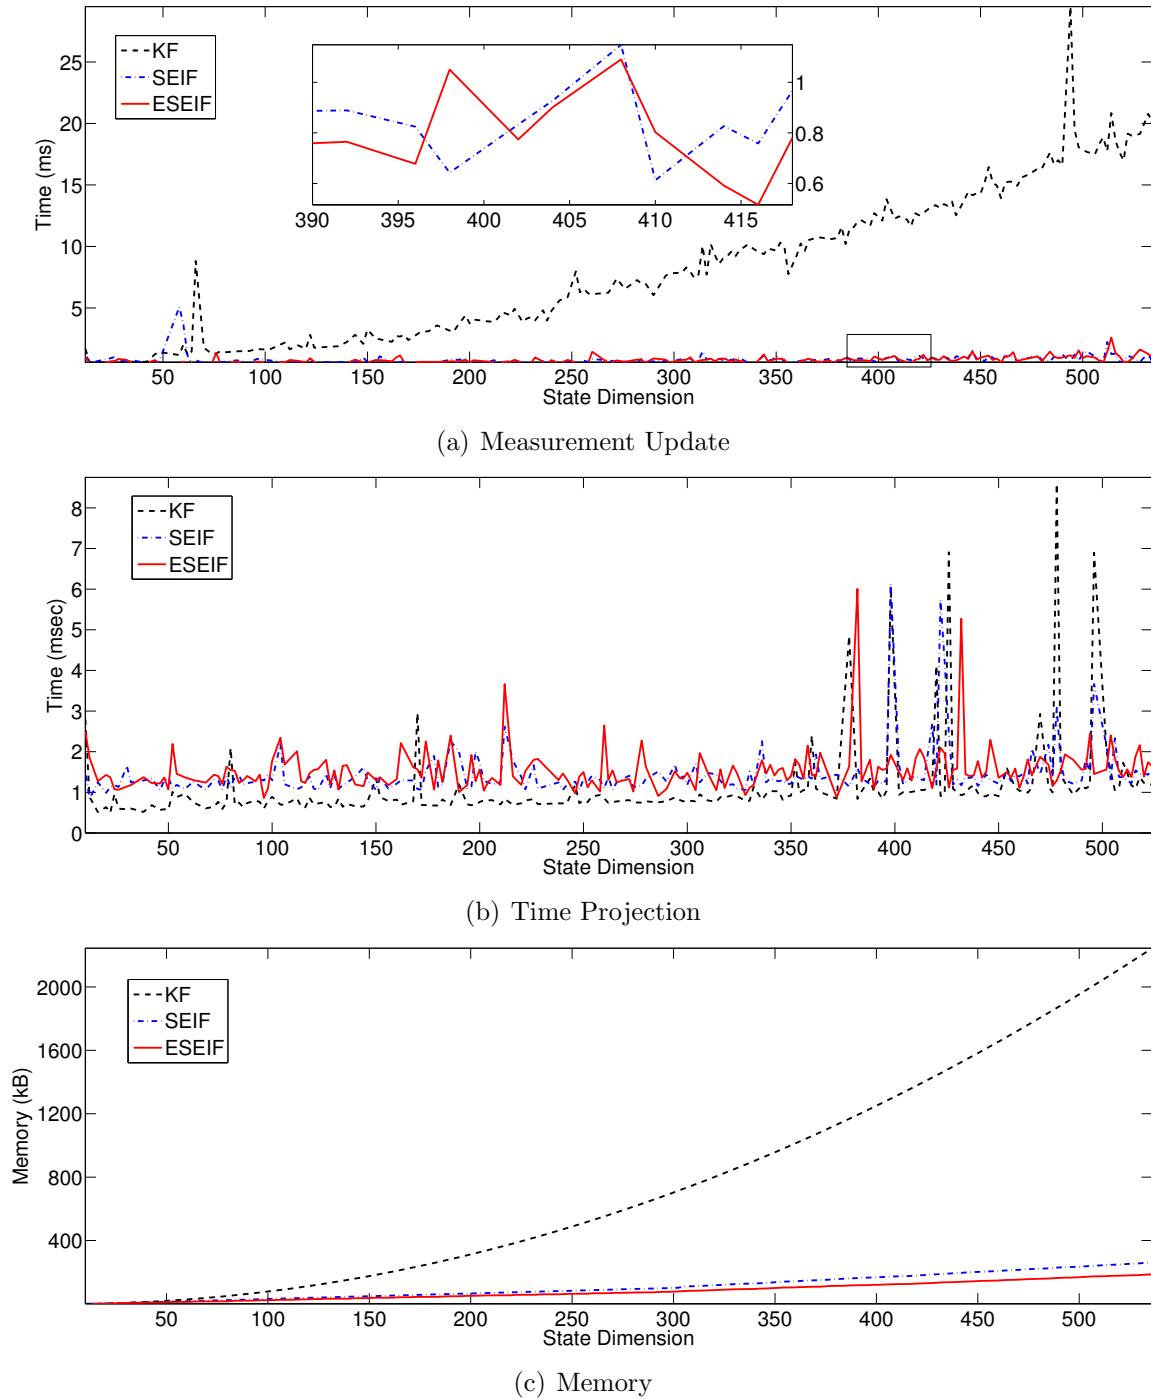 25
20
15
10
5
Time (ms)
KF
SEIF
ESEIF
1
0.8
0.6
390 395 400 405 410 415
50 100 150 200 250 300 350 400 450 500
State Dimension
(a) Measurement Update
8
7
6
5
4
3
2
1
0
Time (msec)
KF
SEIF
ESEIF
50 100 150 200 250 300 350 400 450 500
State Dimension
(b) Time Projection
2000
1600
1200
800
400
Memory (kB)
KF
SEIF
ESEIF
50 100 150 200 250 300 350 400 450 500
State Dimension
(c) Memory